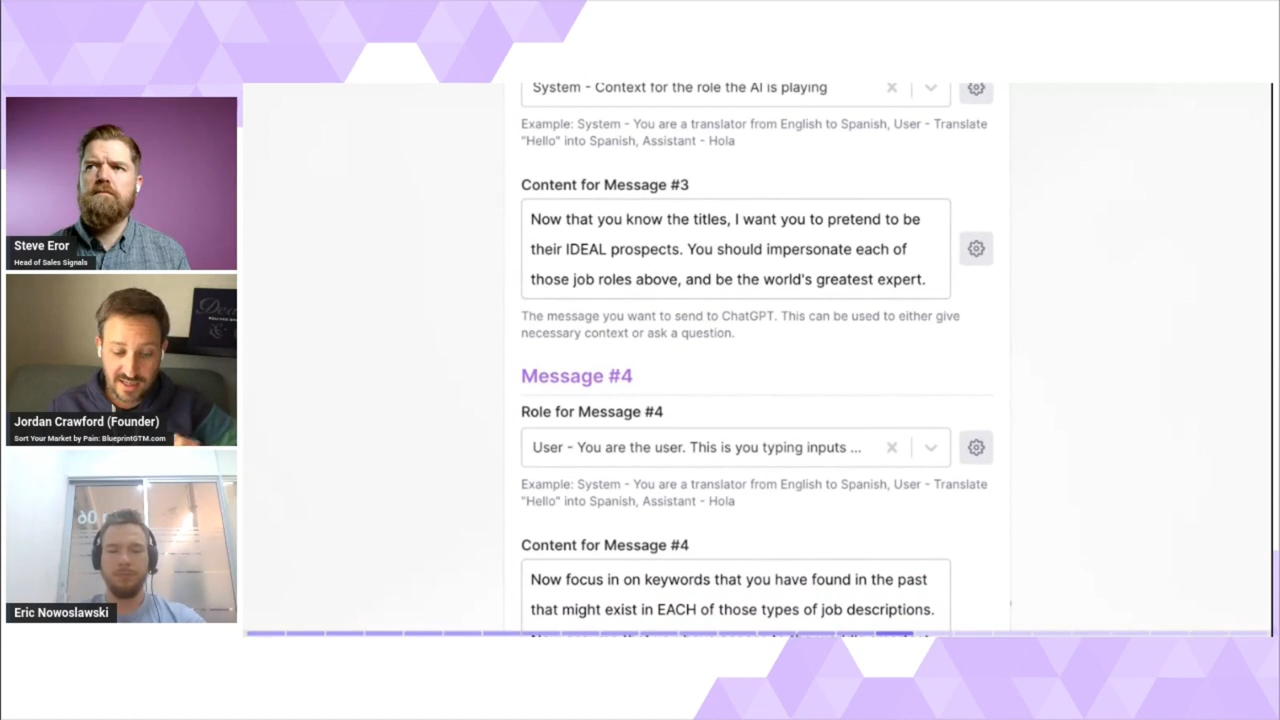 System - Context for the role the AI is playing
Example: System - You are a translator from English to Spanish, User - Translate
"Hello" into Spanish, Assistant - Hola
Content for Message #3
Now that you know the titles, I want you to pretend to be
their IDEAL prospects. You should impersonate each of
those job roles above, and be the world's greatest expert.
The message you want to send to ChatGPT. This can be used to either give
necessary context or ask a question.
Message #4
Role for Message #4
User - You are the user. This is you typing inputs ...
Example: System - You are a translator from English to Spanish, User - Translate
"Hello" into Spanish, Assistant - Hola
Content for Message #4
Now focus in on keywords that you have found in the past
that might exist in EACH of those types of job descriptions.
Steve Eror
Head of Sales Signals
Jordan Crawford (Founder)
Sort Your Market by Pain: BlueprintGTM.com
Eric Nowoslawski